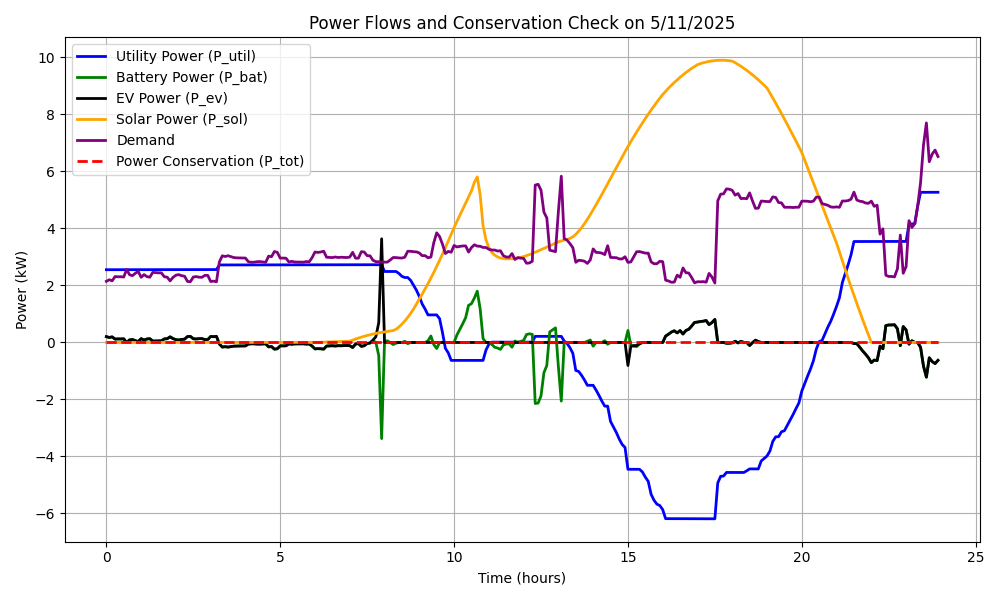 Power Flows and Conservation Check on 5/11/2025
Utility Power (P_util)
Battery Power (P_bat)
EV Power (P_ev)
Solar Power (P_sol)
Demand
Power Conservation (P_tot)
Power (kW)
10
8
6
4
2
0
−2
−4
−6
0
5
10
15
20
25
Time (hours)